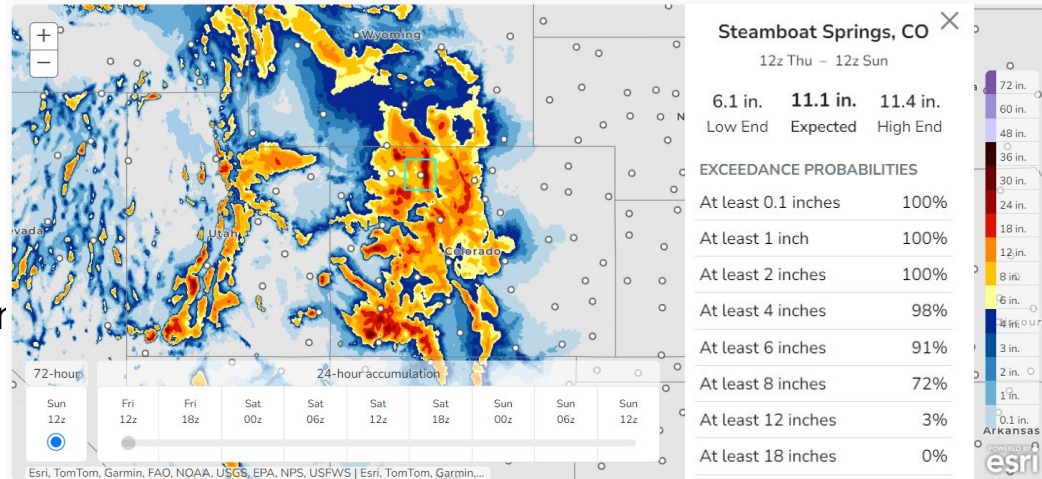 +
−
Wyoming
Utah
Colorado
vada
r
N
72-hour
Sun
12z
24-hour accumulation
Fri
12z
Fri
18z
Sat
00z
Sat
06z
Sat
12z
Sat
18z
Sun
00z
Sun
06z
Sun
12z
Esri, TomTom, Garmin, FAO, NOAA, USGS, EPA, NPS, USFWS | Esri, TomTom, Garmin,...
Steamboat Springs, CO
12z Thu – 12z Sun
6.1 in. 11.1 in. 11.4 in.
Low End Expected High End
EXCEEDANCE PROBABILITIES
At least 0.1 inches 100%
At least 1 inch 100%
At least 2 inches 100%
At least 4 inches 98%
At least 6 inches 91%
At least 8 inches 72%
At least 12 inches 3%
At least 18 inches 0%
72 in.
60 in.
48 in.
36 in.
30 in.
24 in.
18 in.
12 in.
8 in.
6 in.
4 in.
3 in.
2 in.
1 in.
0.1 in.
Arkansas
POWERED BY
esri